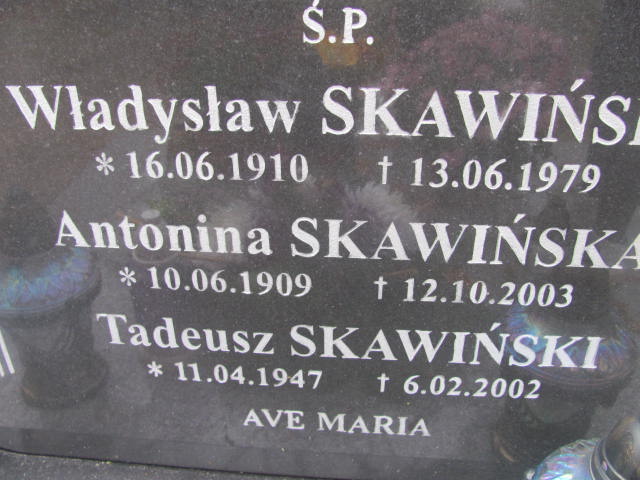 Ś.P.
Władysław SKAWIŃSK
* 16.06.1910 † 13.06.1979
Antonina SKAWIŃSKA
* 10.06.1909 † 12.10.2003
Tadeusz SKAWIŃSKI
* 11.04.1947 † 6.02.2002
AVE MARIA